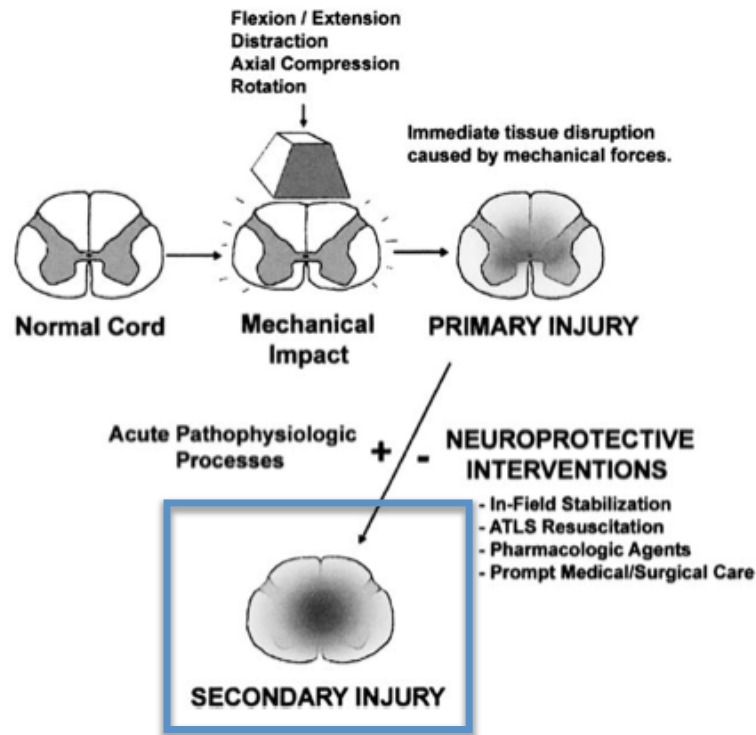 Flexion / Extension
Distraction
Axial Compression
Rotation
Immediate tissue disruption
caused by mechanical forces.
Normal Cord
Mechanical
Impact
PRIMARY INJURY
Acute Pathophysiologic
Processes
+
-
NEUROPROTECTIVE
INTERVENTIONS
- In-Field Stabilization
- ATLS Resuscitation
- Pharmacologic Agents
- Prompt Medical/Surgical Care
SECONDARY INJURY